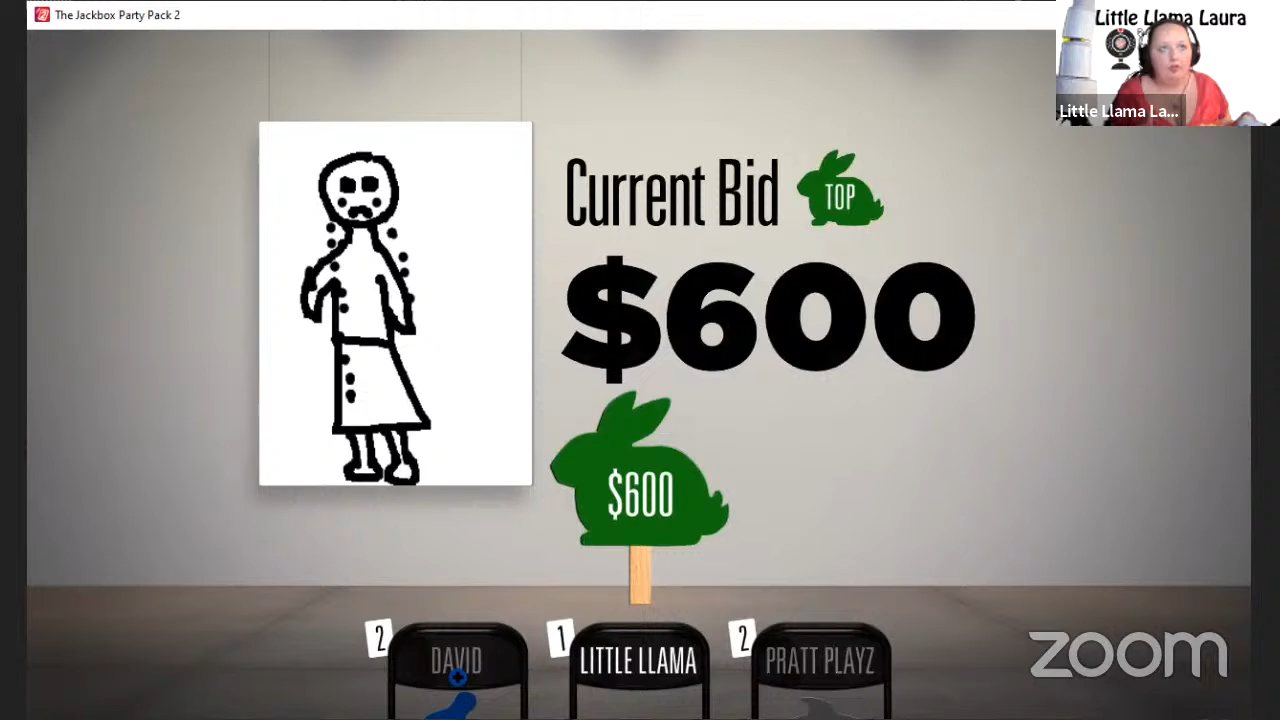 The Jackbox Party Pack 2
Little Llama Laura
Little Llama La...
Current Bid
TOP
$600
$600
2
DAVID
1
LITTLE LLAMA
2
PRATT PLAYZ
zoom